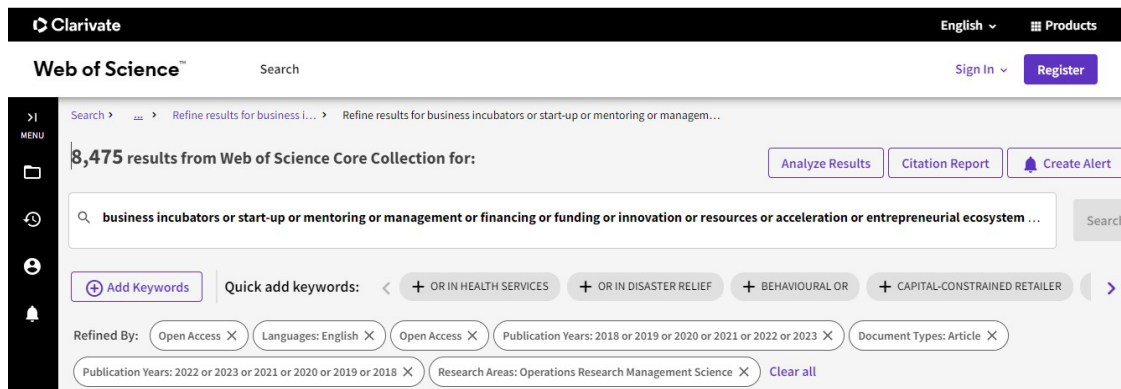 Clarivate English Products
Web of Science™ Search Sign In Register
MENU
Search > ... > Refine results for business i... > Refine results for business incubators or start-up or mentoring or managem...
8,475 results from Web of Science Core Collection for:
Analyze Results Citation Report Create Alert
business incubators or start-up or mentoring or management or financing or funding or innovation or resources or acceleration or entrepreneurial ecosystem ... Search
Add Keywords Quick add keywords: + OR IN HEALTH SERVICES + OR IN DISASTER RELIEF + BEHAVIOURAL OR + CAPITAL-CONSTRAINED RETAILER
Refined By: Open Access X Languages: English X Open Access X Publication Years: 2018 or 2019 or 2020 or 2021 or 2022 or 2023 X Document Types: Article X
Publication Years: 2022 or 2023 or 2021 or 2020 or 2019 or 2018 X Research Areas: Operations Research Management Science X Clear all